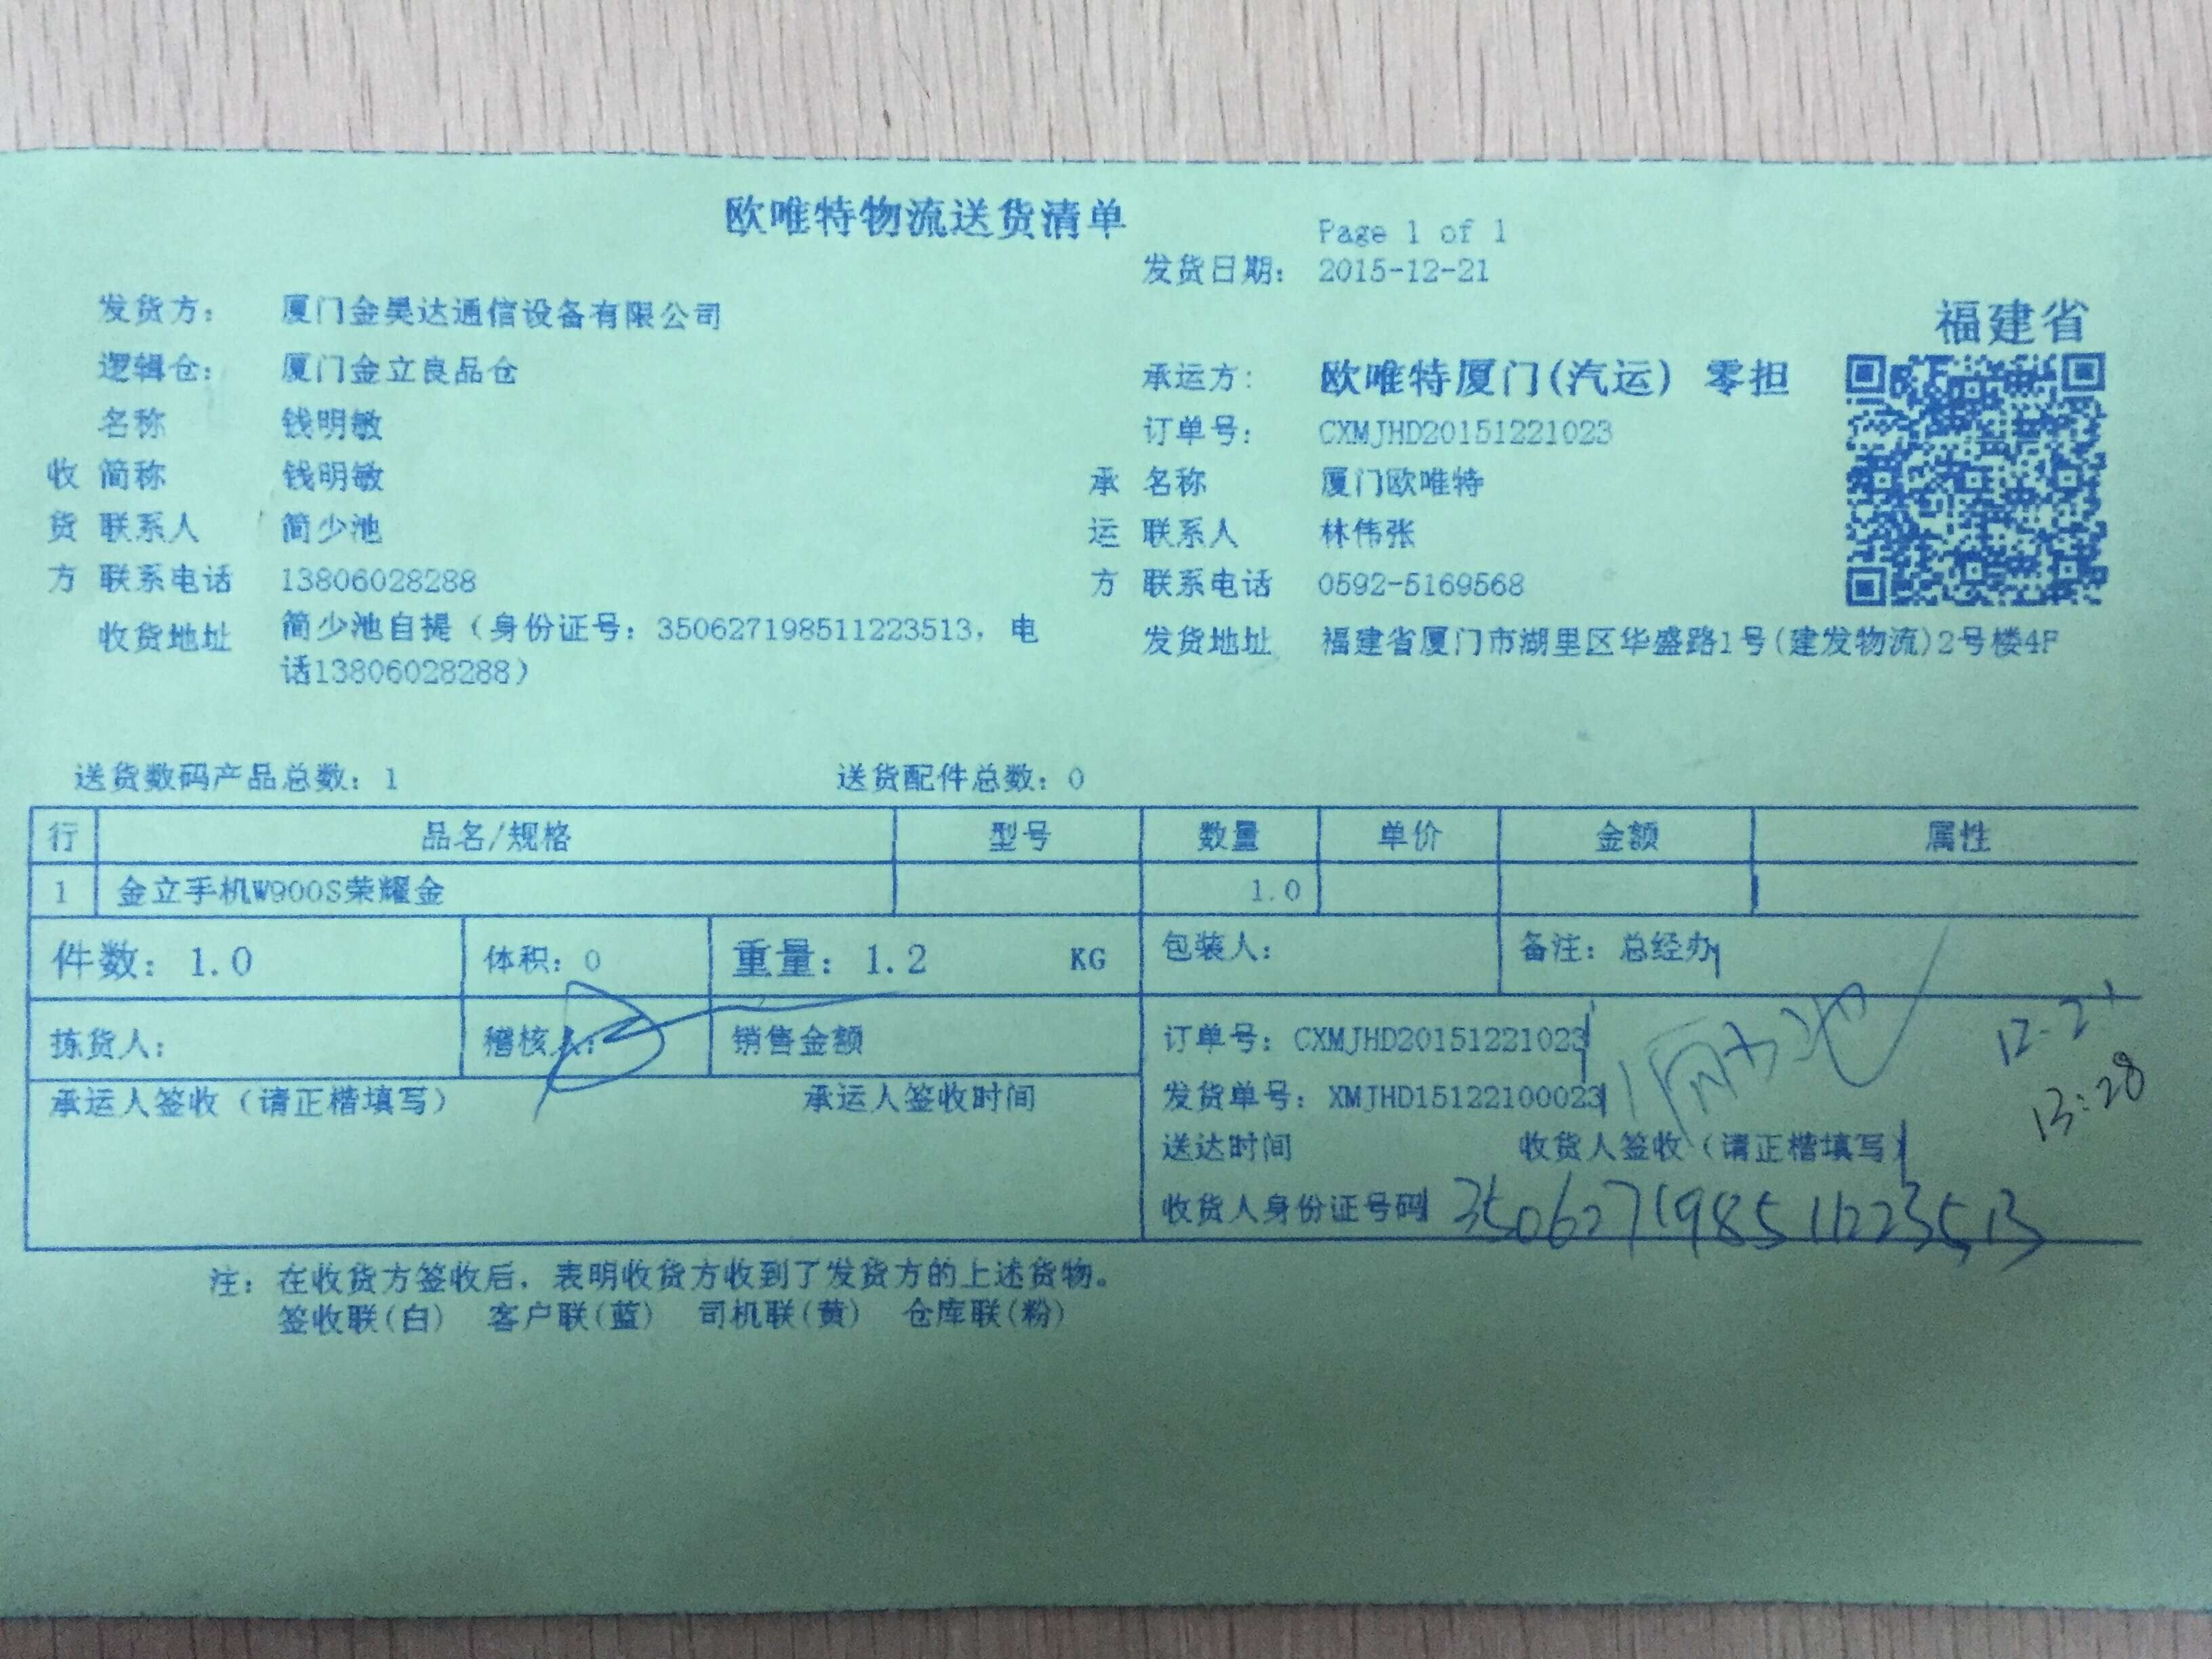 欧唯特物流送货清单
Page 1 of 1
发货日期: 2015-12-21
发货方: 厦门金昊达通信设备有限公司
福建省
逻辑仓: 厦门金立良品仓
承运方: 欧唯特厦门(汽运) 零担
名称 钱明敏
订单号: CXMJHD20151221023
收 简称 钱明敏
承 名称 厦门欧唯特
货 联系人 简少池
运 联系人 林伟张
方 联系电话 13806028288
方 联系电话 0592-5169568
收货地址 简少池自提（身份证号: 350627198511223513, 电
话13806028288）
发货地址 福建省厦门市湖里区华盛路1号(建发物流)2号楼4F
送货数码产品总数: 1 送货配件总数: 0
行 品名/规格 型号 数量 单价 金额 属性
1 金立手机W900S荣耀金 1.0
件数: 1.0 体积: 0 重量: 1.2 KG 包装人: 备注: 总经办
拣货人: 稽核人: 销售金额
订单号: CXMJHD20151221023
12-21
承运人签收（请正楷填写） 承运人签收时间
发货单号: XMJHD15122100023
13:28
送达时间 收货人签收（请正楷填写）
收货人身份证号码 350627198511223513
注: 在收货方签收后, 表明收货方收到了发货方的上述货物。
签收联(白) 客户联(蓝) 司机联(黄) 仓库联(粉)